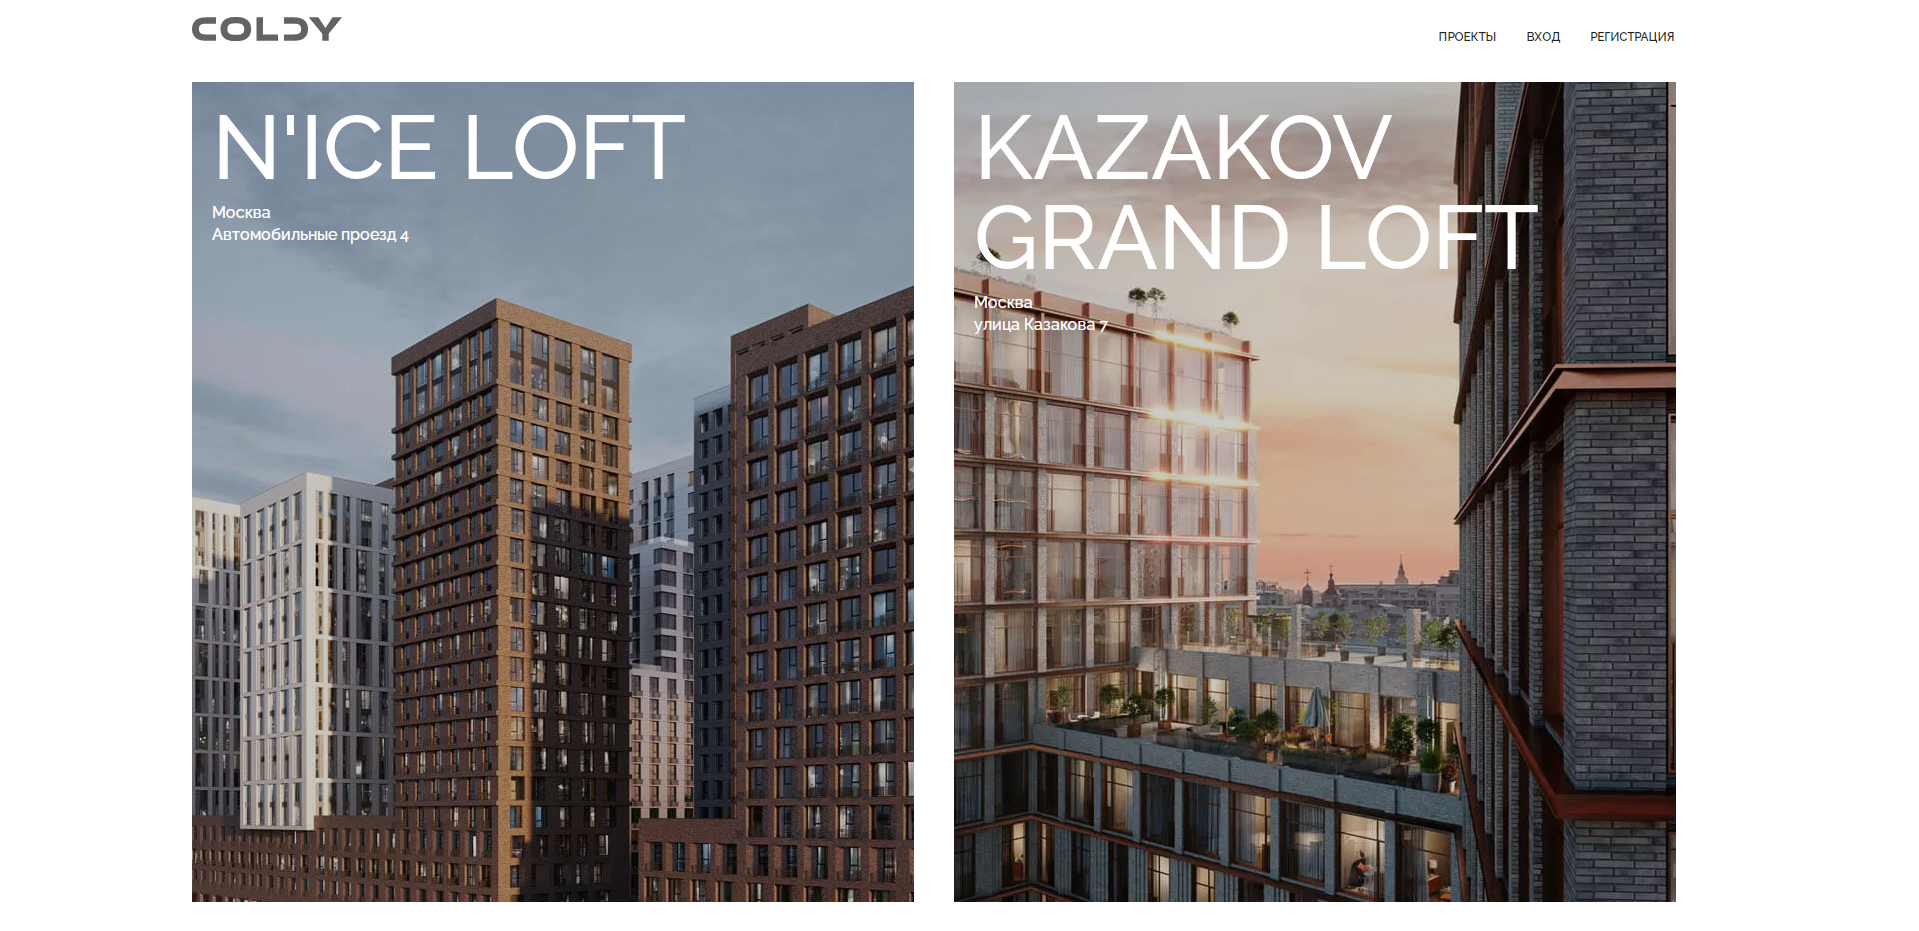 COLDY
ПРОЕКТЫ ВХОД РЕГИСТРАЦИЯ
N'ICE LOFT
Москва
Автомобильные проезд 4
KAZAKOV
GRAND LOFT
Москва
улица Казакова 7